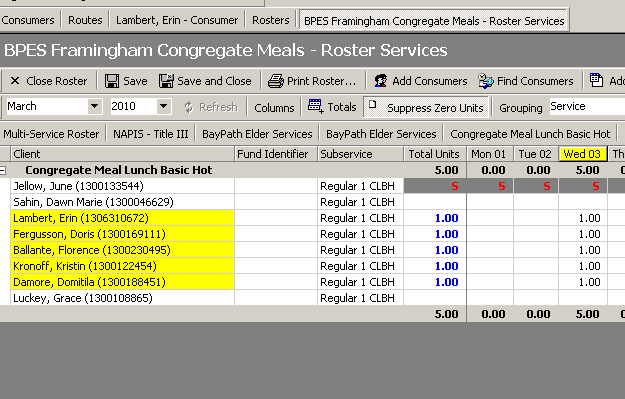 Consumers Routes Lambert, Erin - Consumer Rosters BPES Framingham Congregate Meals - Roster Services
BPES Framingham Congregate Meals - Roster Services
Close Roster Save Save and Close Print Roster... Add Consumers Find Consumers
March 2010 Refresh Columns Totals Suppress Zero Units Grouping Service
Multi-Service Roster NAPIS - Title III BayPath Elder Services BayPath Elder Services Congregate Meal Lunch Basic Hot
Client Fund Identifier Subservice Total Units Mon 01 Tue 02 Wed 03
Congregate Meal Lunch Basic Hot 5.00 0.00 0.00 5.00
Jellow, June (1300133544) Regular 1 CLBH S S S S
Sahin, Dawn Marie (1300046629) Regular 1 CLBH
Lambert, Erin (1306310672) Regular 1 CLBH 1.00 1.00
Fergusson, Doris (1300169111) Regular 1 CLBH 1.00 1.00
Ballante, Florence (1300230495) Regular 1 CLBH 1.00 1.00
Kronoff, Kristin (1300122454) Regular 1 CLBH 1.00 1.00
Damore, Domitila (1300188451) Regular 1 CLBH 1.00 1.00
Luckey, Grace (1300108865) Regular 1 CLBH
5.00 0.00 0.00 5.00